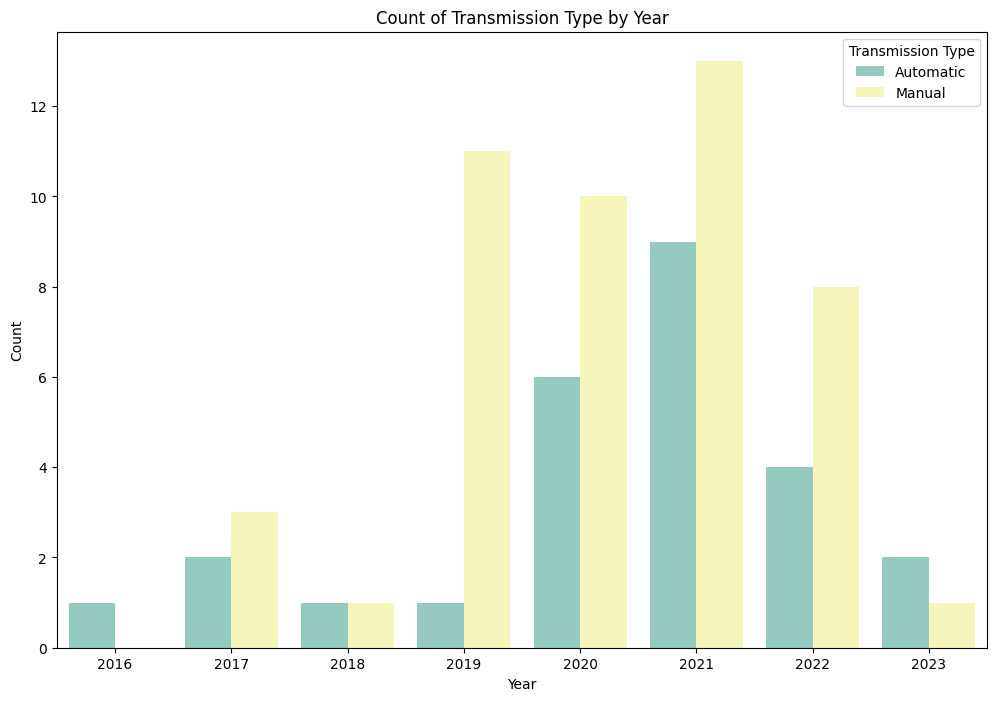 Count of Transmission Type by Year
Transmission Type
Automatic
Manual
12
10
8
6
4
2
0
Count
2016 2017 2018 2019 2020 2021 2022 2023
Year